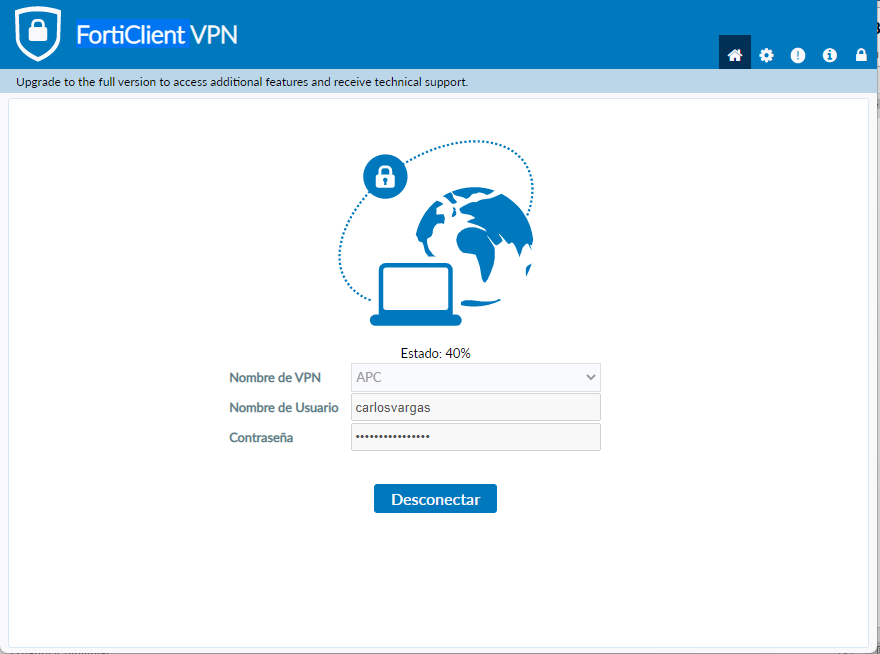 FortiClient VPN
Upgrade to the full version to access additional features and receive technical support.
Estado: 40%
Nombre de VPN APC
Nombre de Usuario carlosvargas
Contraseña ••••••••••••••••
Desconectar